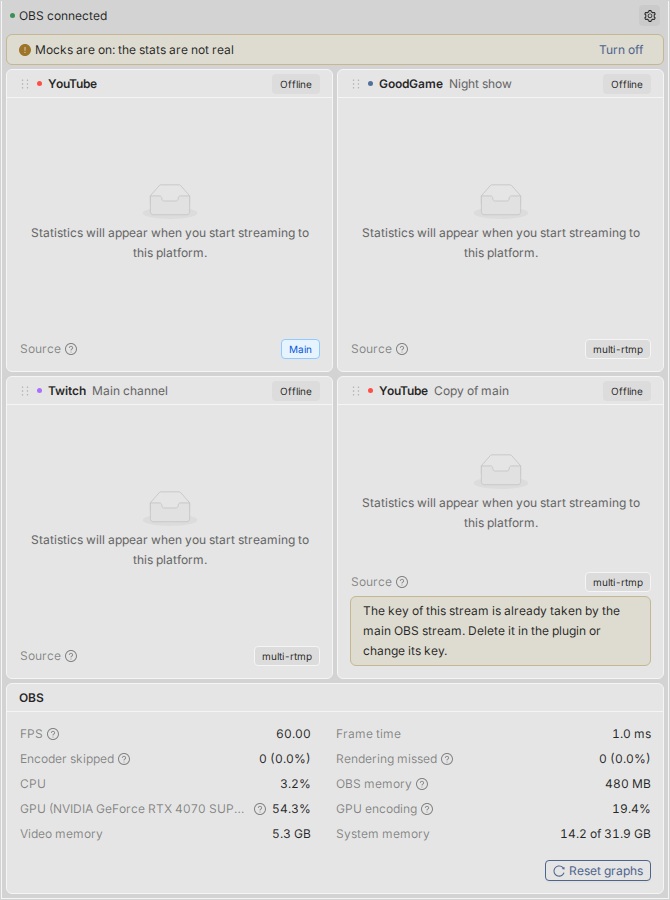 OBS connected
Mocks are on: the stats are not real
Turn off
YouTube
Offline
Statistics will appear when you start streaming to
this platform.
Source
Main
GoodGame Night show
Offline
Statistics will appear when you start streaming to
this platform.
Source
multi-rtmp
Twitch Main channel
Offline
Statistics will appear when you start streaming to
this platform.
Source
multi-rtmp
YouTube Copy of main
Offline
Statistics will appear when you start streaming to
this platform.
Source
multi-rtmp
The key of this stream is already taken by the
main OBS stream. Delete it in the plugin or
change its key.
OBS
FPS 60.00
Frame time 1.0 ms
Encoder skipped 0 (0.0%)
Rendering missed 0 (0.0%)
CPU 3.2%
OBS memory 480 MB
GPU (NVIDIA GeForce RTX 4070 SUP... 54.3%
GPU encoding 19.4%
Video memory 5.3 GB
System memory 14.2 of 31.9 GB
Reset graphs